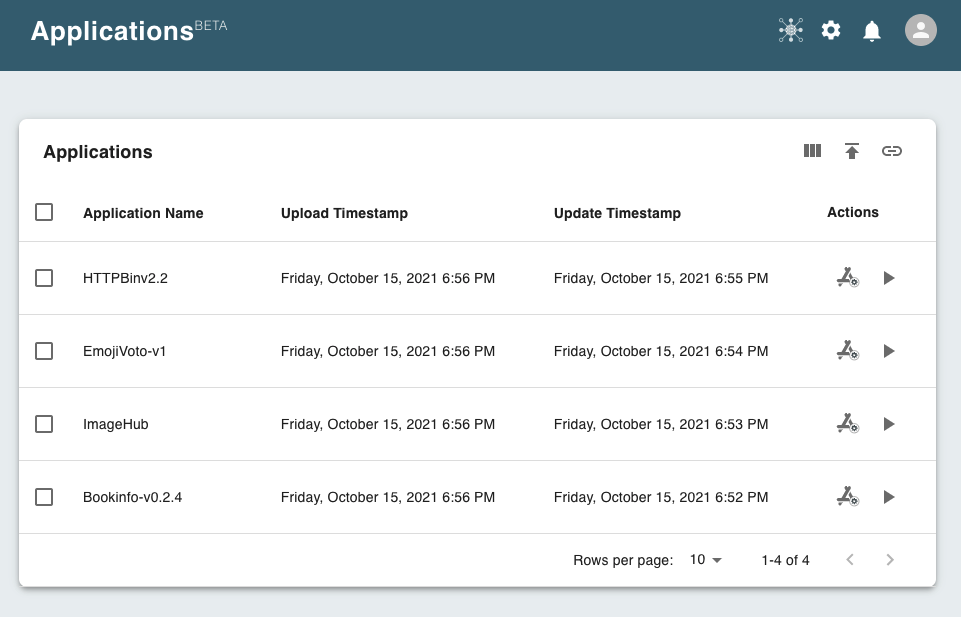 Applications BETA
Applications
Application Name Upload Timestamp Update Timestamp Actions
HTTPBinv2.2 Friday, October 15, 2021 6:56 PM Friday, October 15, 2021 6:55 PM
EmojiVoto-v1 Friday, October 15, 2021 6:56 PM Friday, October 15, 2021 6:54 PM
ImageHub Friday, October 15, 2021 6:56 PM Friday, October 15, 2021 6:53 PM
Bookinfo-v0.2.4 Friday, October 15, 2021 6:56 PM Friday, October 15, 2021 6:52 PM
Rows per page: 10 1-4 of 4